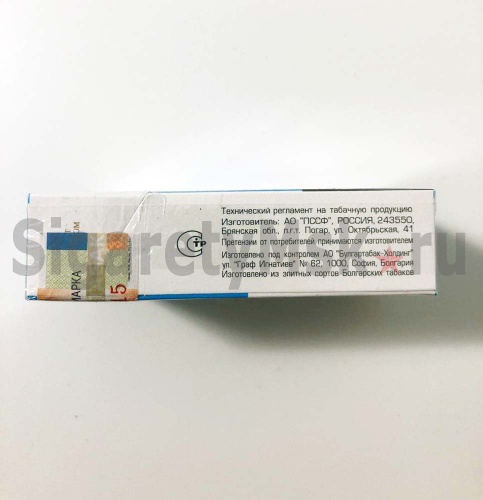 Технический регламент на табачную продукцию
Изготовитель: АО "ПССФ", РОССИЯ, 243550,
Брянская обл., п.г.т. Погар, ул. Октябрьская, 41
Претензии от потребителей принимаются изготовителем
Изготовлено под контролем АО "Булгартабак-Холдинг"
ул. "Граф Игнатиев" № 62, 1000, София, Болгария
Изготовлено из элитных сортов Болгарских табаков
СТР
МАРКА